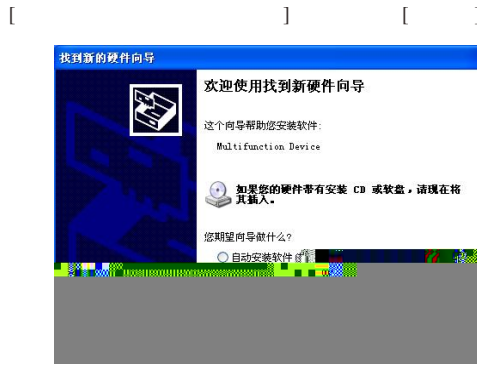 [ ] [ ]
找到新的硬件向导
欢迎使用找到新硬件向导
这个向导帮助您安装软件:
Multifunction Device
如果您的硬件带有安装 CD 或软盘，请现在将
其插入。
您期望向导做什么?
自动安装软件